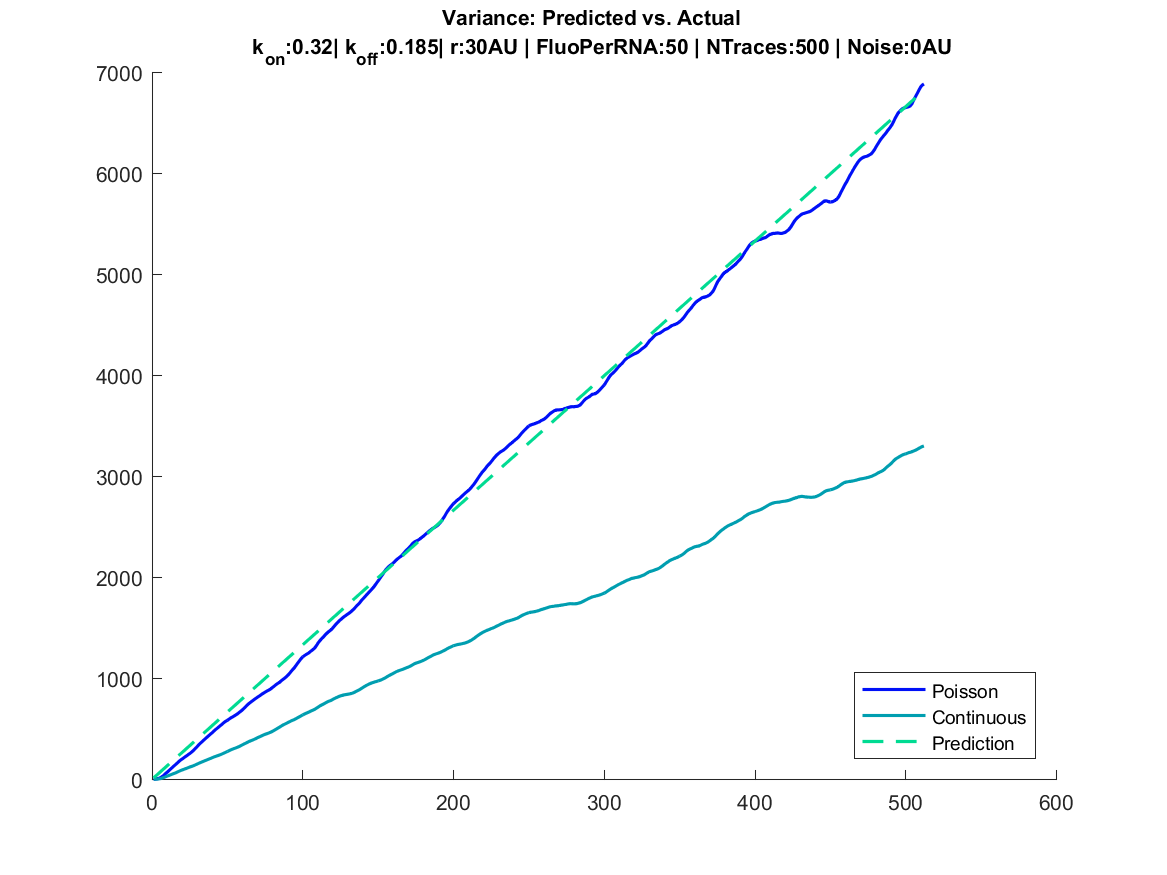 Variance: Predicted vs. Actual
kon:0.32| koff:0.185| r:30AU | FluoPerRNA:50 | NTraces:500 | Noise:0AU
7000
6000
5000
4000
3000
2000
1000
0
0 100 200 300 400 500 600
Poisson
Continuous
Prediction